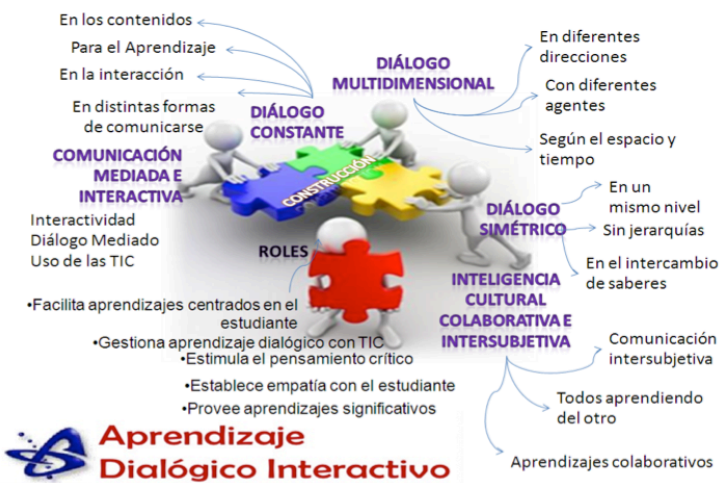 En los contenidos
Para el Aprendizaje
En la interacción
En distintas formas
de comunicarse
DIÁLOGO
CONSTANTE
DIÁLOGO
MULTIDIMENSIONAL
En diferentes
direcciones
Con diferentes
agentes
Según el espacio y
tiempo
COMUNICACIÓN
MEDIADA E
INTERACTIVA
Interactividad
Diálogo Mediado
Uso de las TIC
CONSTRUCCIÓN
DIÁLOGO
SIMÉTRICO
En un
mismo nivel
Sin jerarquías
En el intercambio
de saberes
ROLES
•Facilita aprendizajes centrados en el
estudiante
•Gestiona aprendizaje dialógico con TIC
•Estimula el pensamiento crítico
•Establece empatía con el estudiante
•Provee aprendizajes significativos
INTELIGENCIA
CULTURAL
COLABORATIVA E
INTERSUBJETIVA
Comunicación
intersubjetiva
Todos aprendiendo
del otro
Aprendizajes colaborativos
Aprendizaje
Dialógico Interactivo